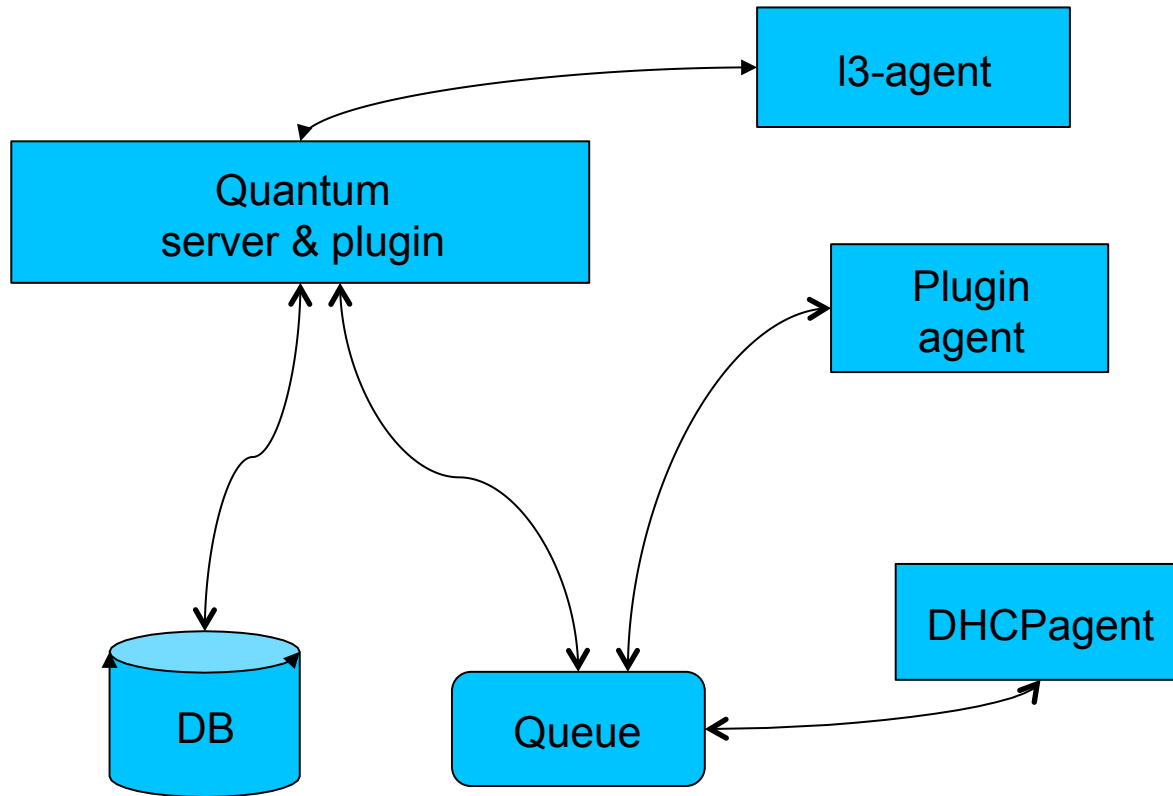 l3-agent
Quantum
server & plugin
Plugin
agent
DHCPagent
DB
Queue